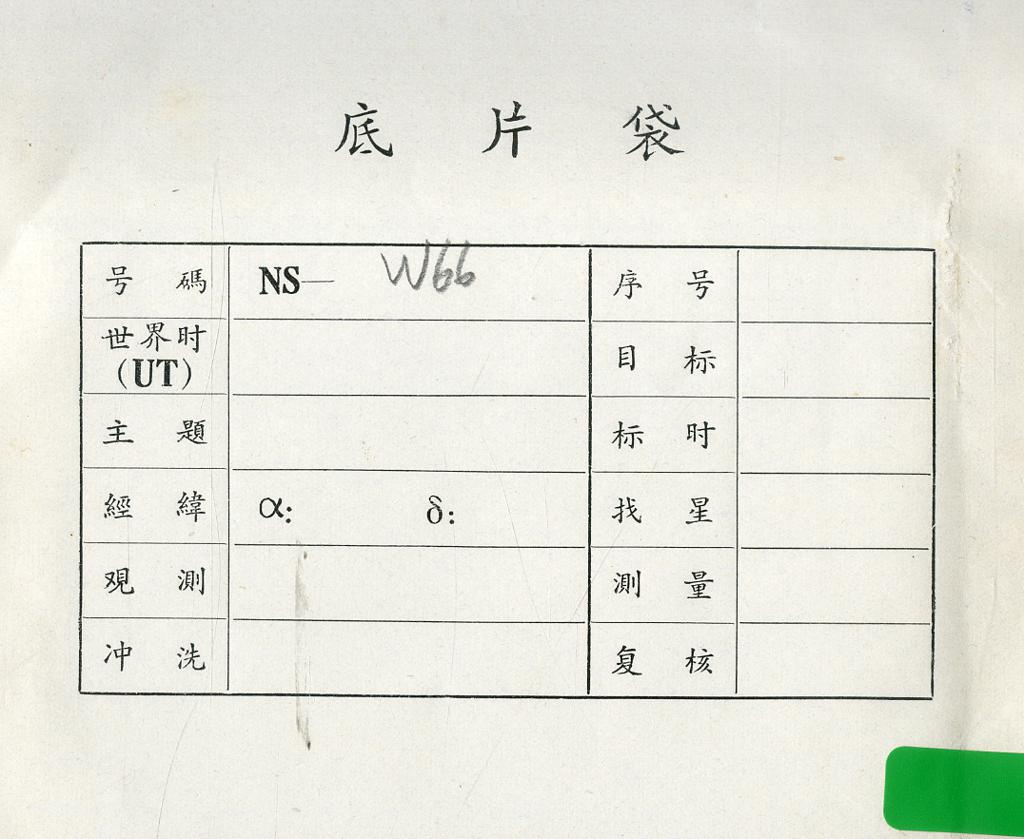 底片袋
号碼 NS— W66 序号
世界时 (UT) 目标
主題 标时
經緯 α: δ: 找星
观測 測量
冲洗 复核